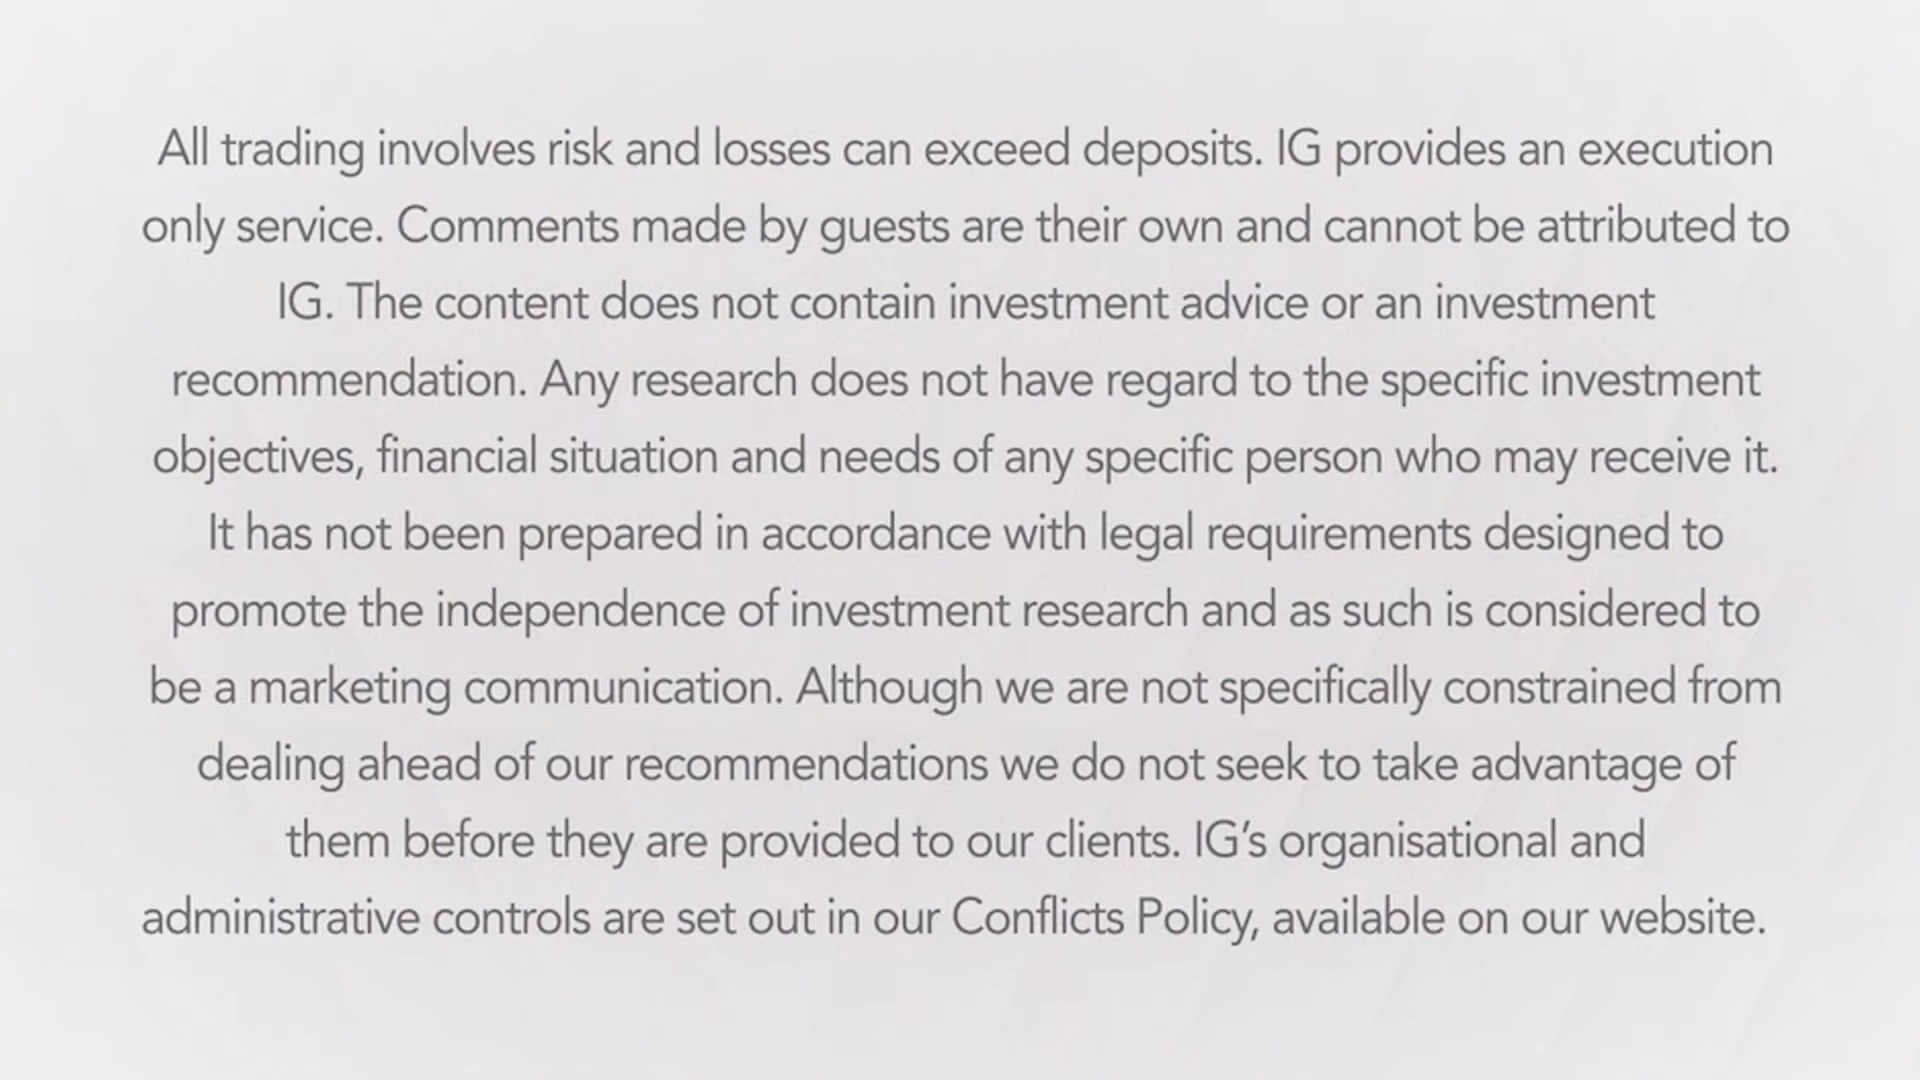 All trading involves risk and losses can exceed deposits. IG provides an execution
only service. Comments made by guests are their own and cannot be attributed to
IG. The content does not contain investment advice or an investment
recommendation. Any research does not have regard to the specific investment
objectives, financial situation and needs of any specific person who may receive it.
It has not been prepared in accordance with legal requirements designed to
promote the independence of investment research and as such is considered to
be a marketing communication. Although we are not specifically constrained from
dealing ahead of our recommendations we do not seek to take advantage of
them before they are provided to our clients. IG’s organisational and
administrative controls are set out in our Conflicts Policy, available on our website.